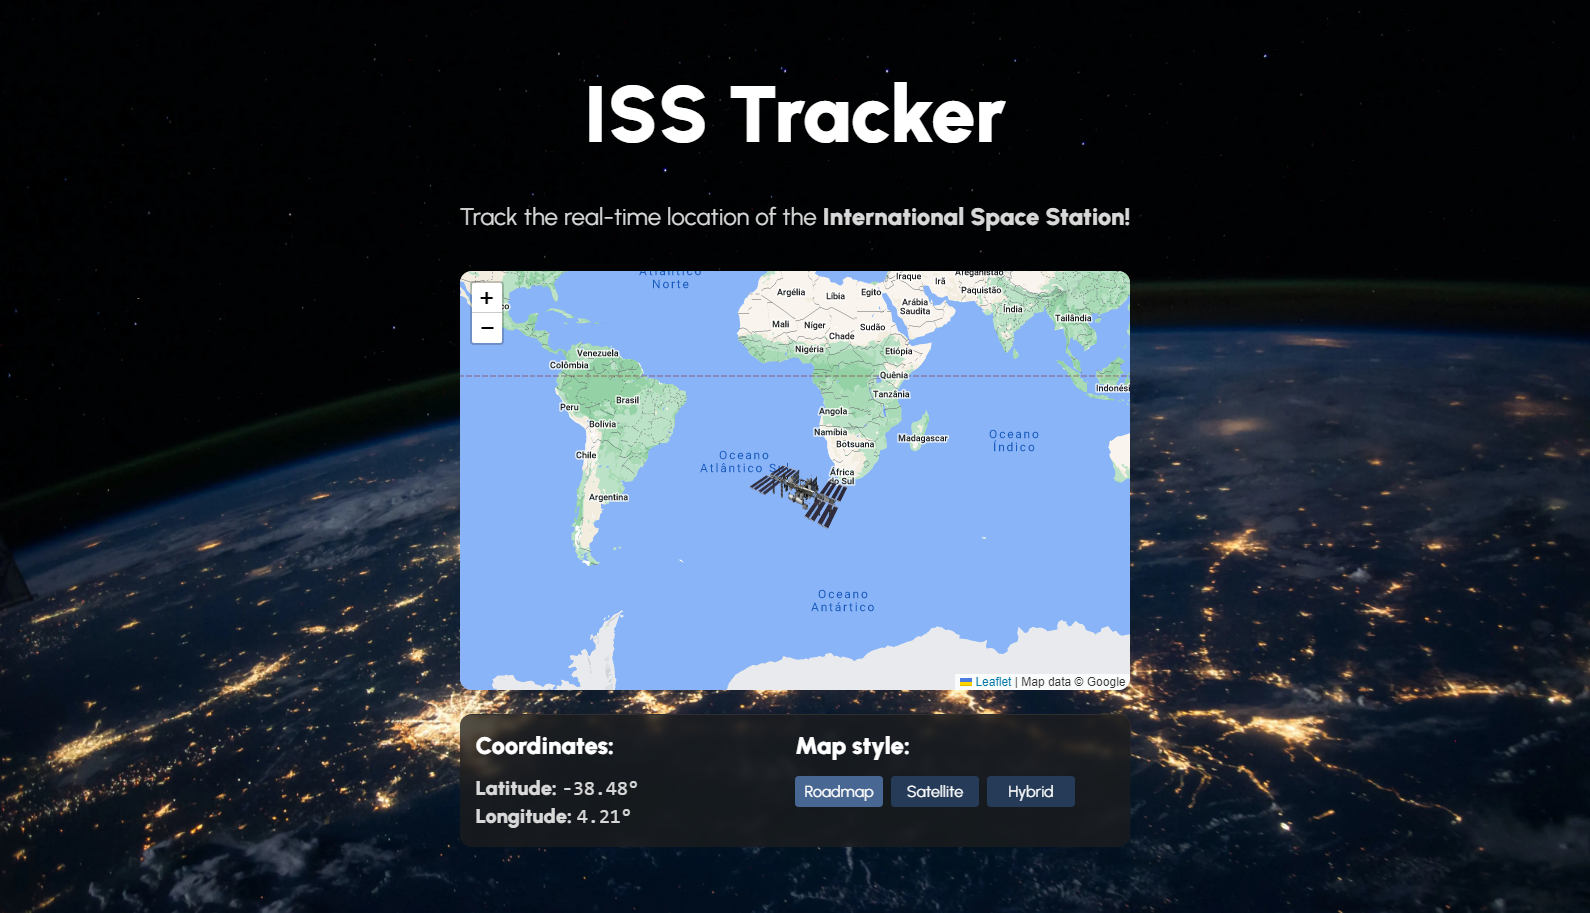 ISS Tracker
Track the real-time location of the International Space Station!
+
−
Norte
Iraque
Irã
Afeganistão
Paquistão
Argélia
Líbia
Egito
Arábia
Saudita
Índia
Tailândia
Mali
Níger
Chade
Sudão
Nigéria
Etiópia
Venezuela
Colômbia
Quênia
Indonési
Tanzânia
Peru
Brasil
Angola
Bolívia
Namíbia
Botsuana
Madagascar
Oceano
Índico
Chile
Oceano
Atlântico
África
do Sul
Argentina
Oceano
Antártico
Leaflet | Map data © Google
Coordinates:
Latitude: -38.48°
Longitude: 4.21°
Map style:
Roadmap
Satellite
Hybrid